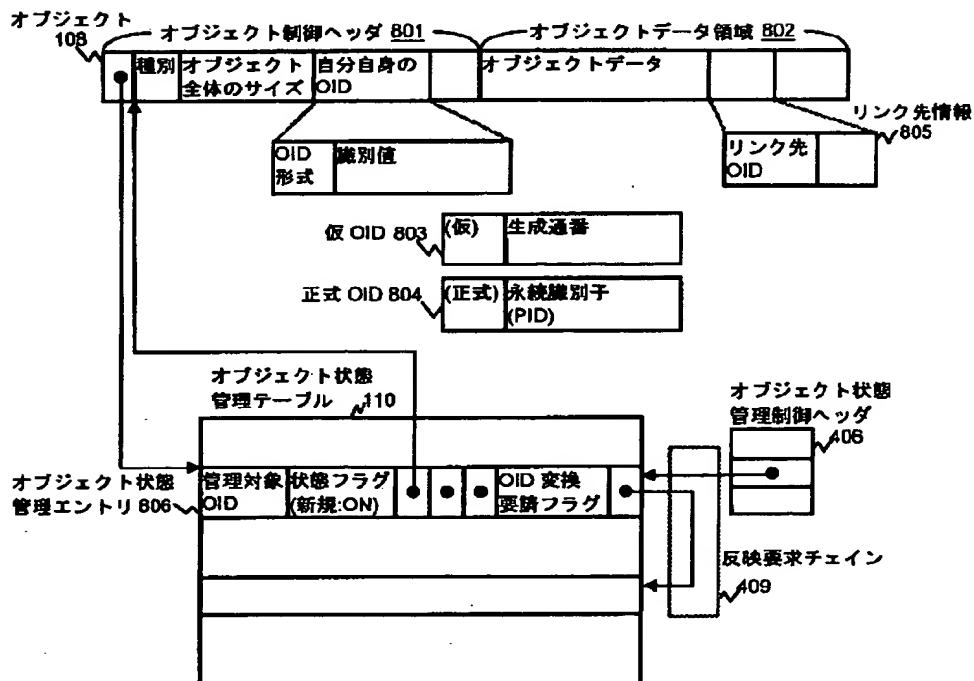 オブジェクト
108
オブジェクト制御ヘッダ 801
オブジェクトデータ領域 802
種別
オブジェクト
全体のサイズ
自分自身の
OID
オブジェクトデータ
リンク先情報
805
OID
形式
識別値
リンク先
OID
仮 OID 803
(仮)
生成通番
正式 OID 804
(正式)
永続識別子
(PID)
オブジェクト状態
管理テーブル 110
オブジェクト状態
管理制御ヘッダ
408
オブジェクト状態
管理エントリ 806
管理対象
OID
状態フラグ
(新規:ON)
OID 変換
要請フラグ
反映要求チェイン
409